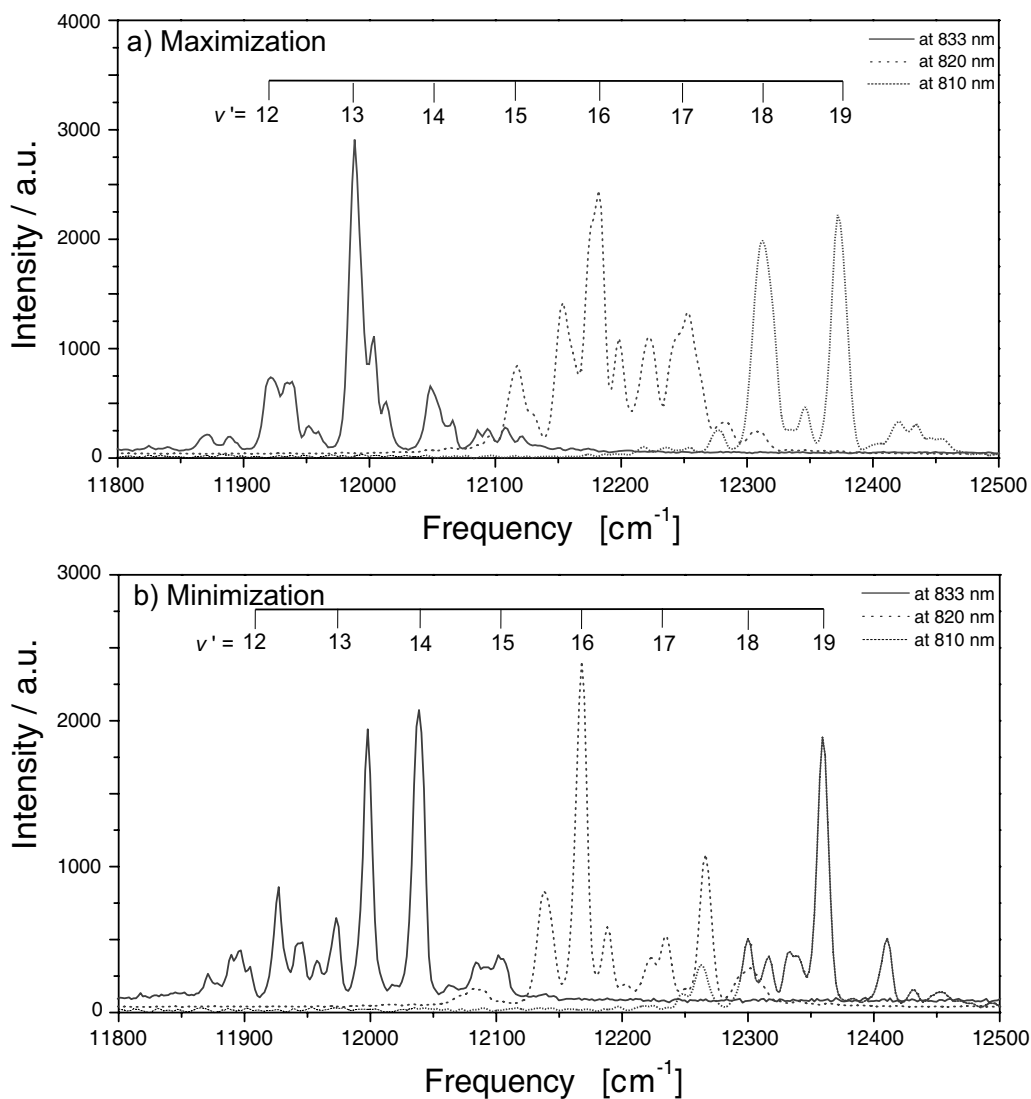 a) Maximization
at 833 nm
at 820 nm
at 810 nm
v'= 12 13 14 15 16 17 18 19
4000
3000
2000
1000
0
Intensity / a.u.
11800 11900 12000 12100 12200 12300 12400 12500
Frequency [cm-1]
b) Minimization
at 833 nm
at 820 nm
at 810 nm
v'= 12 13 14 15 16 17 18 19
3000
2000
1000
0
Intensity / a.u.
11800 11900 12000 12100 12200 12300 12400 12500
Frequency [cm-1]